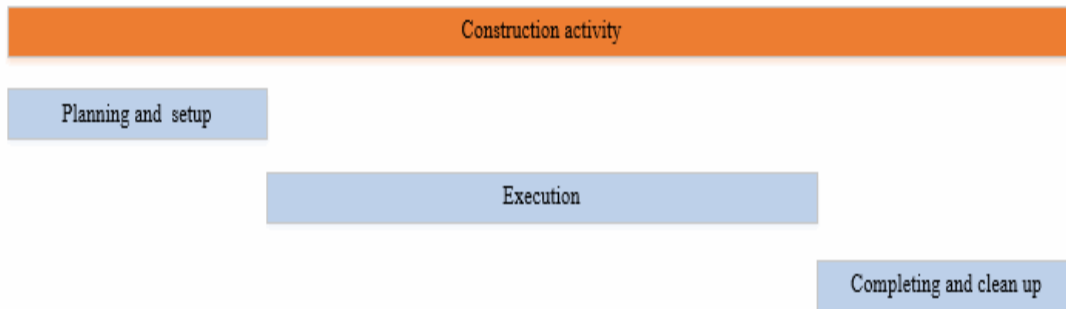 Construction activity
Planning and setup
Execution
Completing and clean up